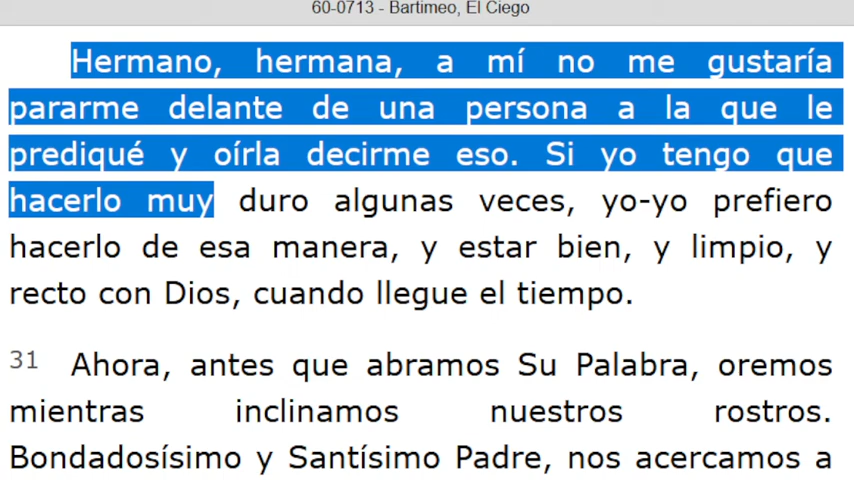 60-0713 - Bartimeo, El Ciego
Hermano, hermana, a mí no me gustaría
pararme delante de una persona a la que le
prediqué y oírla decirme eso. Si yo tengo que
hacerlo muy duro algunas veces, yo-yo prefiero
hacerlo de esa manera, y estar bien, y limpio, y
recto con Dios, cuando llegue el tiempo.
31 Ahora, antes que abramos Su Palabra, oremos
mientras inclinamos nuestros rostros.
Bondadosísimo y Santísimo Padre, nos acercamos a